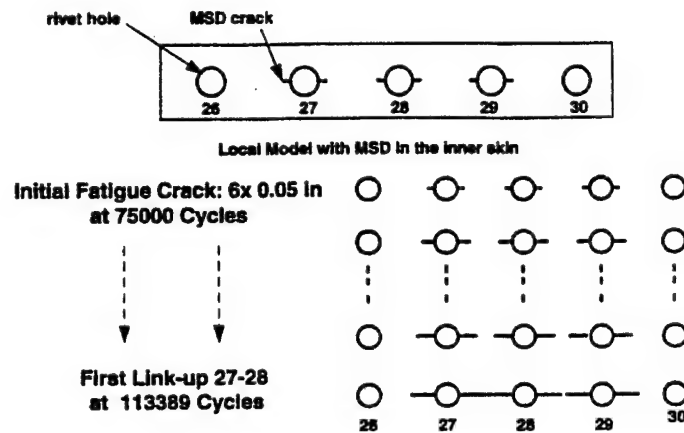 rivet hole
MSD crack
26
27
28
29
30
Local Model with MSD in the inner skin
Initial Fatigue Crack: 6x 0.05 in
at 75000 Cycles
First Link-up 27-28
at 113389 Cycles
26
27
28
29
30